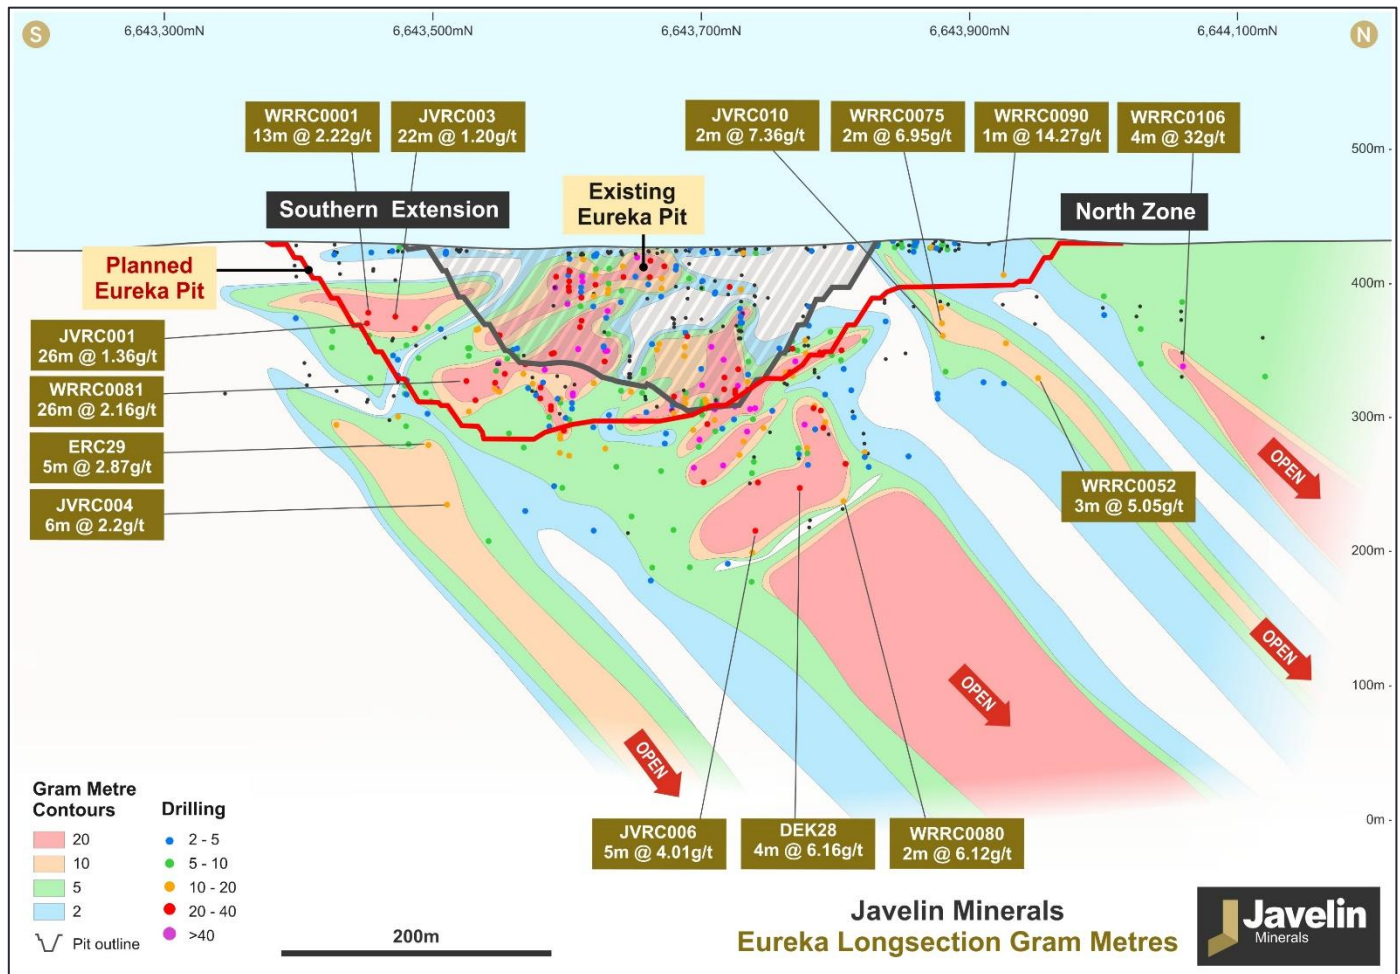 S
6,643,300mN
6,643,500mN
6,643,700mN
6,643,900mN
6,644,100mN
N
WRRC0001
13m @ 2.22g/t
JVRC003
22m @ 1.20g/t
JVRC010
2m @ 7.36g/t
WRRC0075
2m @ 6.95g/t
WRRC0090
1m @ 14.27g/t
WRRC0106
4m @ 32g/t
500m
Southern Extension
Existing
Eureka Pit
North Zone
Planned
Eureka Pit
400m
JVRC001
26m @ 1.36g/t
WRRC0081
26m @ 2.16g/t
300m
ERC29
5m @ 2.87g/t
JVRC004
6m @ 2.2g/t
WRRC0052
3m @ 5.05g/t
OPEN
200m
OPEN
OPEN
100m
OPEN
0m
Gram Metre
Contours
20
10
5
2
Pit outline
Drilling
2 - 5
5 - 10
10 - 20
20 - 40
>40
JVRC006
5m @ 4.01g/t
DEK28
4m @ 6.16g/t
WRRC0080
2m @ 6.12g/t
200m
Javelin Minerals
Eureka Longsection Gram Metres
Javelin
Minerals